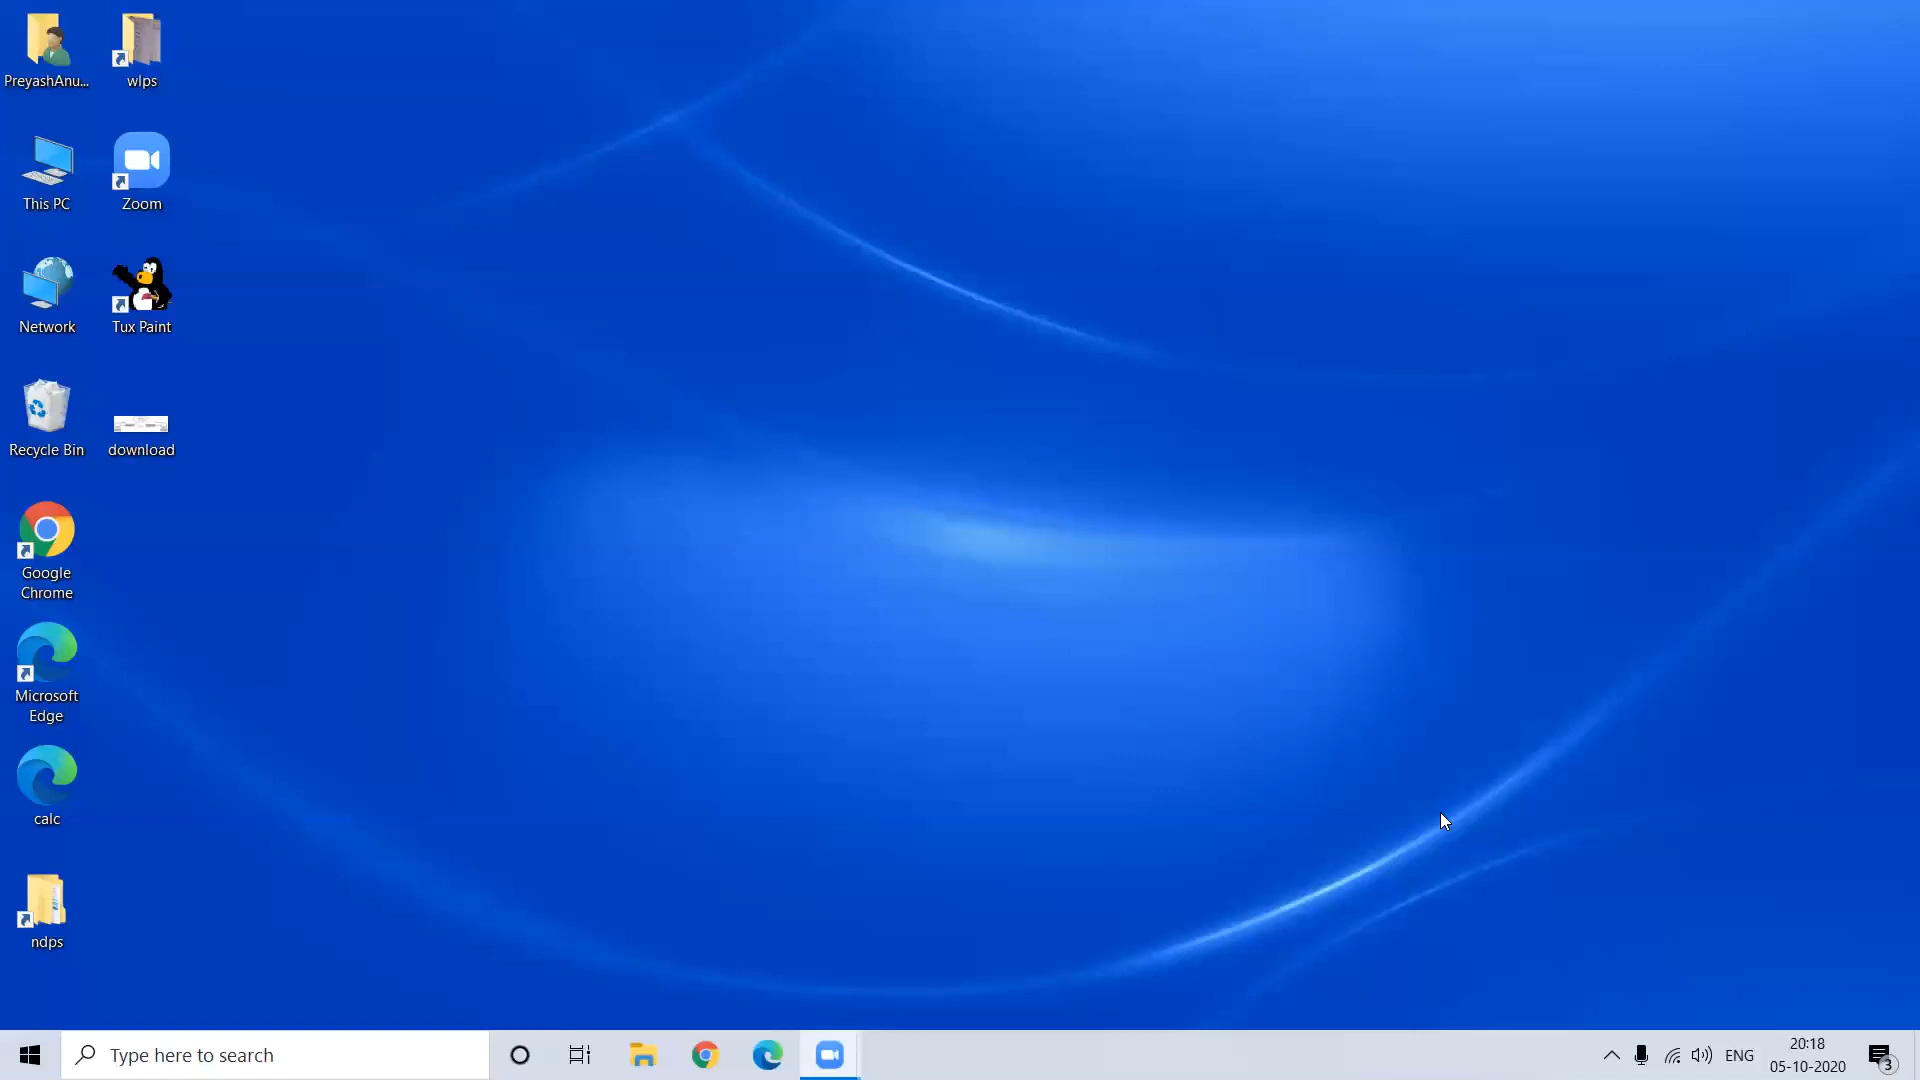 PreyashAnu...
wlps
This PC
Zoom
Network
Tux Paint
Recycle Bin
download
Google
Chrome
Microsoft
Edge
calc
ndps
Type here to search
ENG
20:18
05-10-2020
3